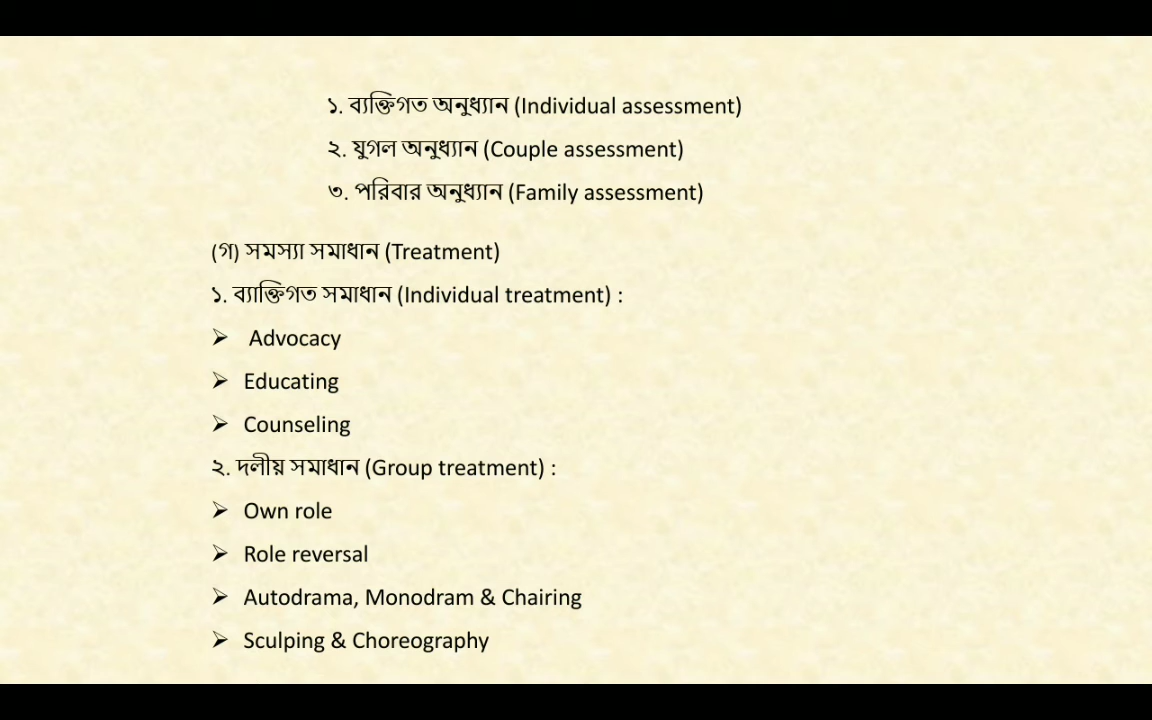 ১. ব্যক্তিগত অনুধ্যান (Individual assessment)
২. যুগল অনুধ্যান (Couple assessment)
৩. পরিবার অনুধ্যান (Family assessment)
(গ) সমস্যা সমাধান (Treatment)
১. ব্যাক্তিগত সমাধান (Individual treatment) :
➢ Advocacy
➢ Educating
➢ Counseling
২. দলীয় সমাধান (Group treatment) :
➢ Own role
➢ Role reversal
➢ Autodrama, Monodram & Chairing
➢ Sculping & Choreography